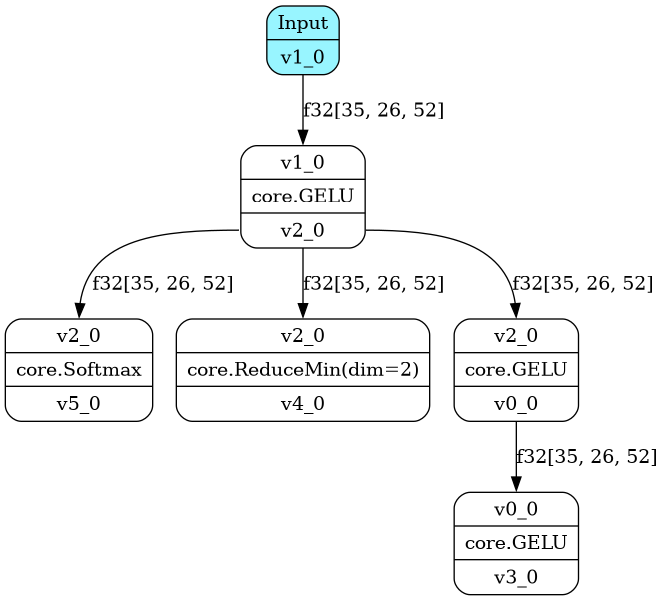 Input
v1_0
f32[35, 26, 52]
v1_0
core.GELU
v2_0
f32[35, 26, 52]
f32[35, 26, 52]
f32[35, 26, 52]
v2_0
core.Softmax
v5_0
v2_0
core.ReduceMin(dim=2)
v4_0
v2_0
core.GELU
v0_0
f32[35, 26, 52]
v0_0
core.GELU
v3_0